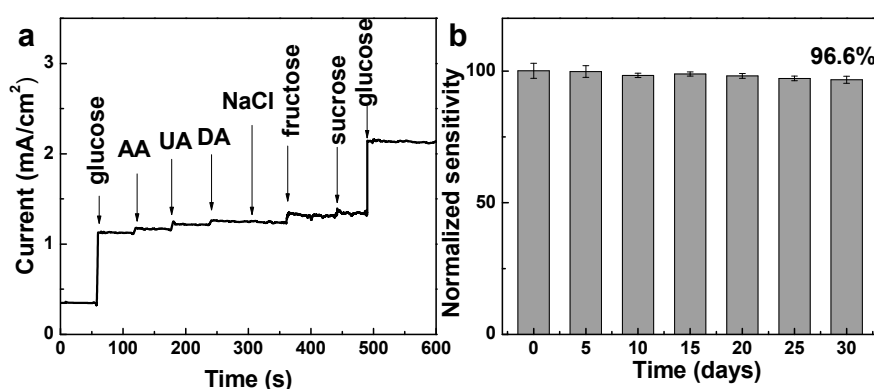 a
Current (mA/cm²)
3
2
1
0
glucose
AA
UA
DA
NaCl
fructose
sucrose
glucose
0 100 200 300 400 500 600
Time (s)
b
Normalized sensitivity
100
50
0
96.6%
0 5 10 15 20 25 30
Time (days)